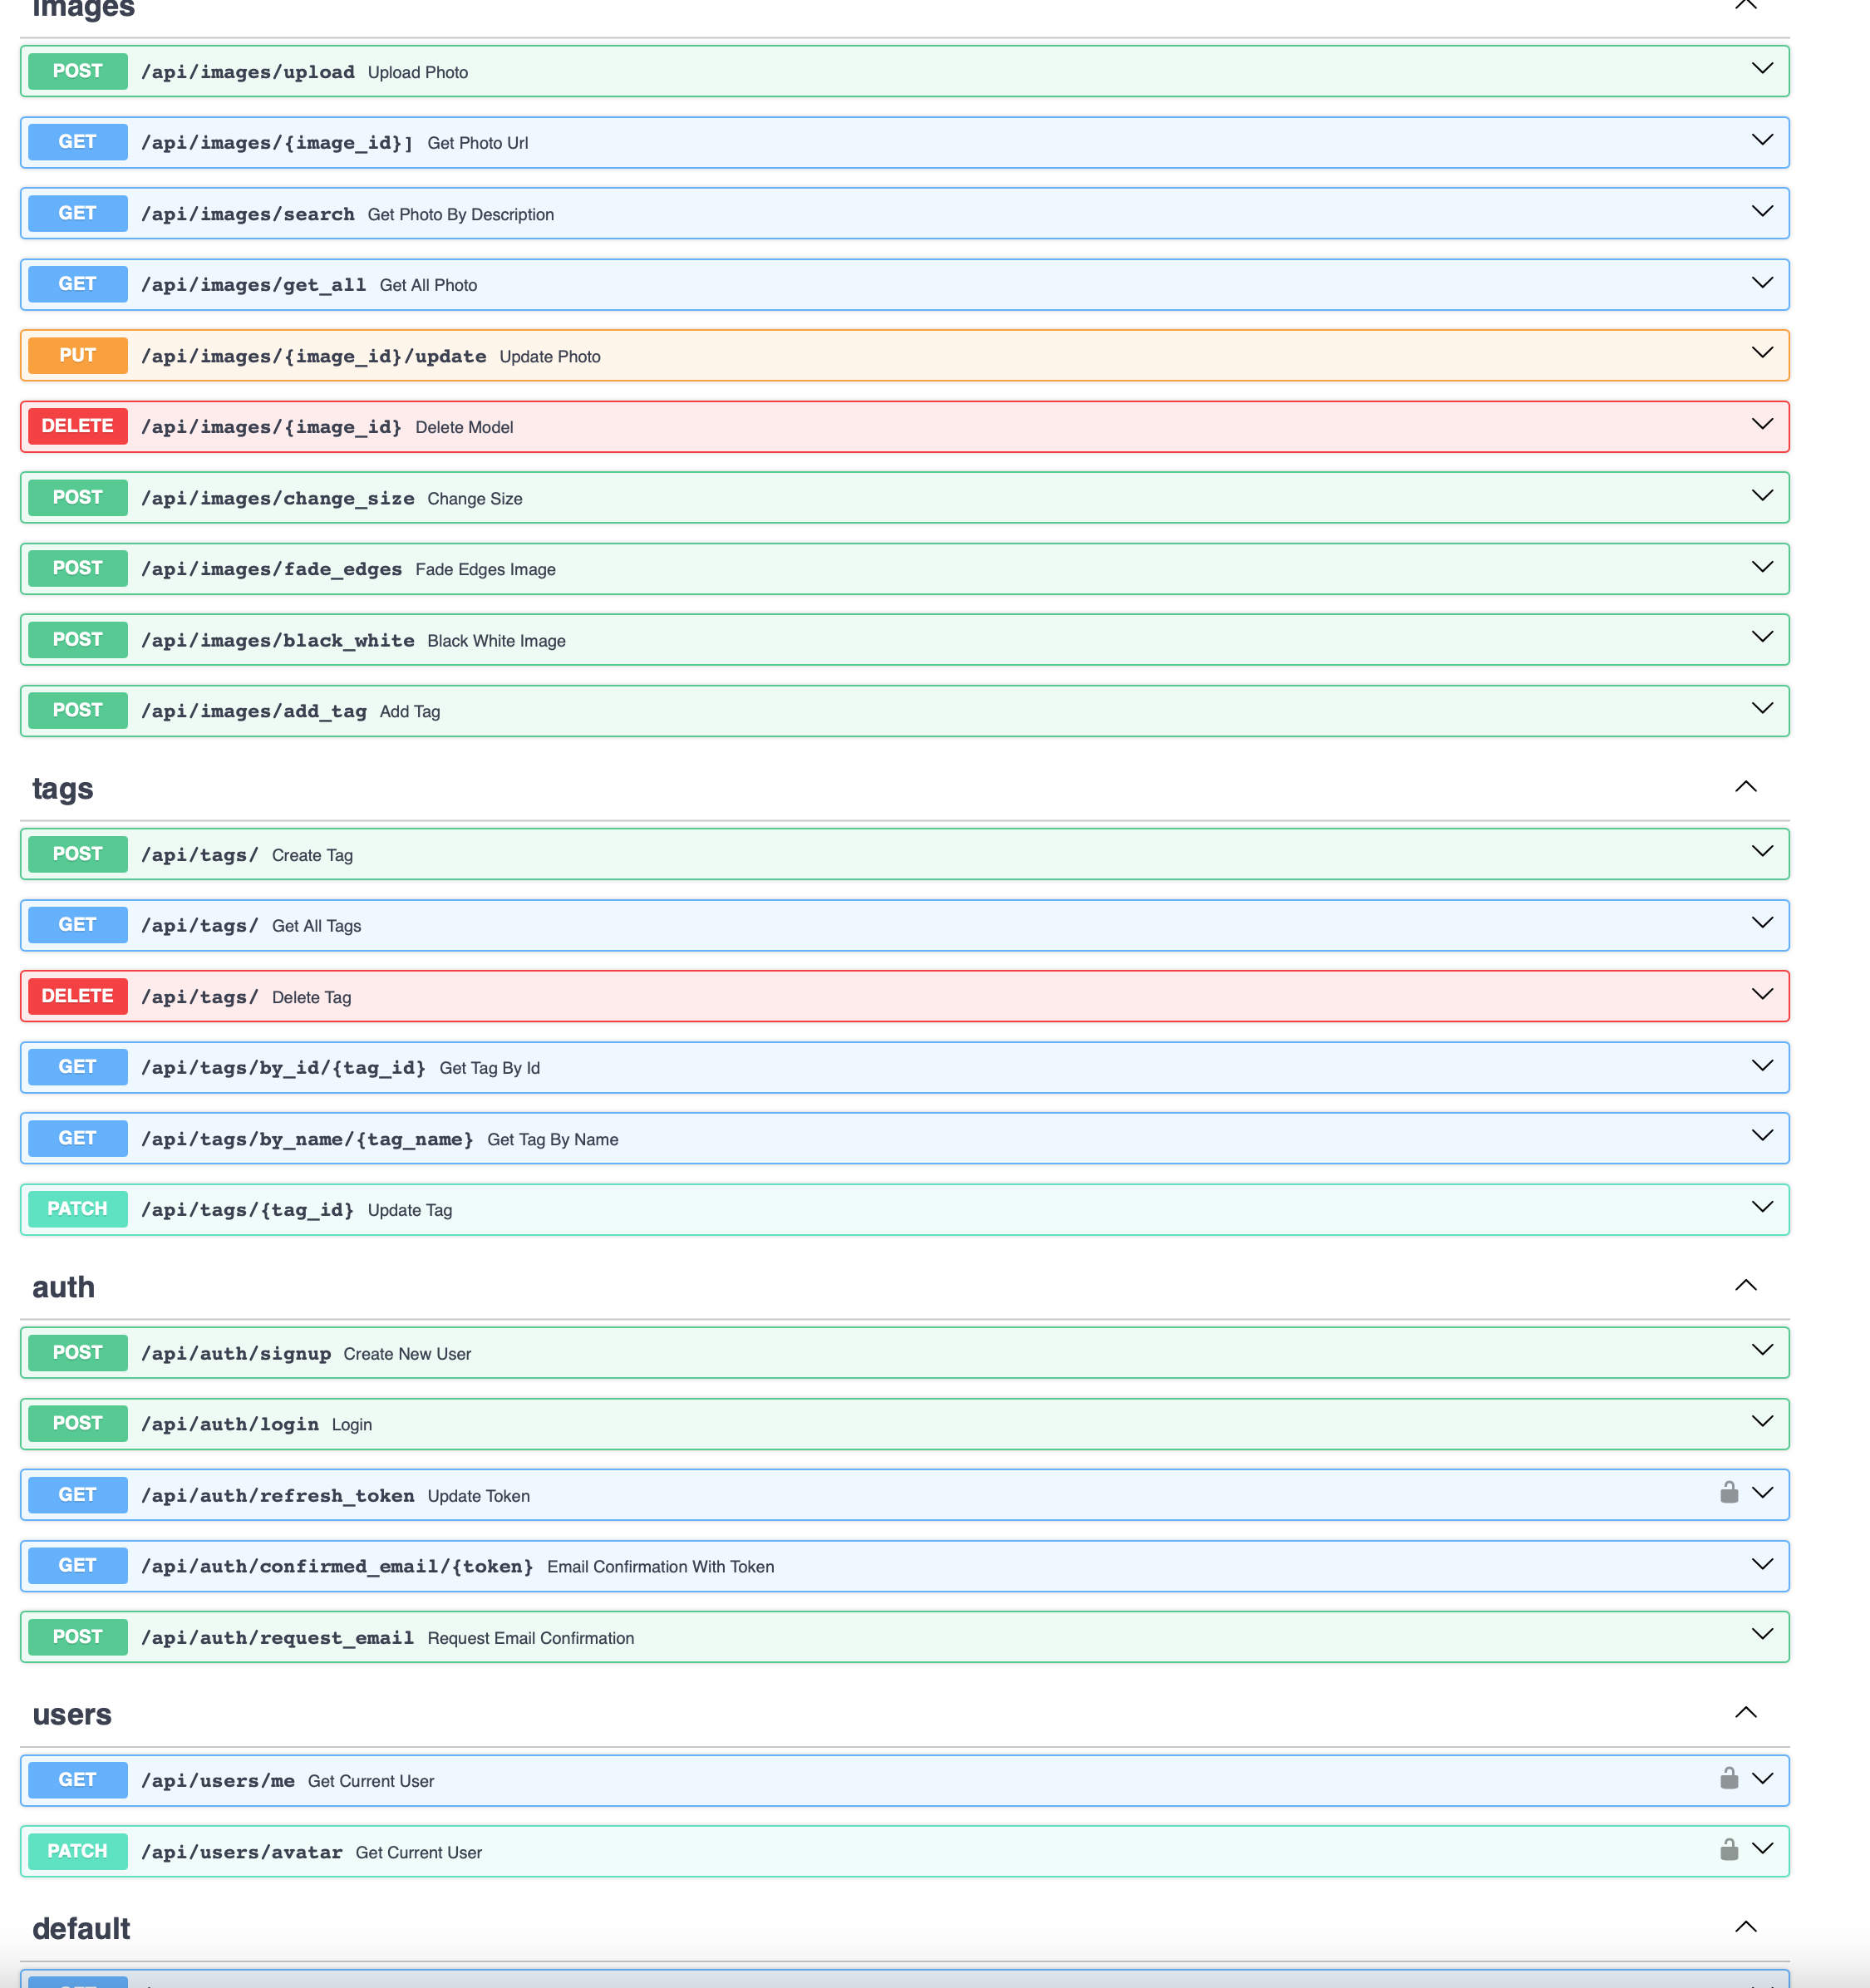 images
POST /api/images/upload Upload Photo
GET /api/images/{image_id}] Get Photo Url
GET /api/images/search Get Photo By Description
GET /api/images/get_all Get All Photo
PUT /api/images/{image_id}/update Update Photo
DELETE /api/images/{image_id} Delete Model
POST /api/images/change_size Change Size
POST /api/images/fade_edges Fade Edges Image
POST /api/images/black_white Black White Image
POST /api/images/add_tag Add Tag
tags
POST /api/tags/ Create Tag
GET /api/tags/ Get All Tags
DELETE /api/tags/ Delete Tag
GET /api/tags/by_id/{tag_id} Get Tag By Id
GET /api/tags/by_name/{tag_name} Get Tag By Name
PATCH /api/tags/{tag_id} Update Tag
auth
POST /api/auth/signup Create New User
POST /api/auth/login Login
GET /api/auth/refresh_token Update Token
GET /api/auth/confirmed_email/{token} Email Confirmation With Token
POST /api/auth/request_email Request Email Confirmation
users
GET /api/users/me Get Current User
PATCH /api/users/avatar Get Current User
default